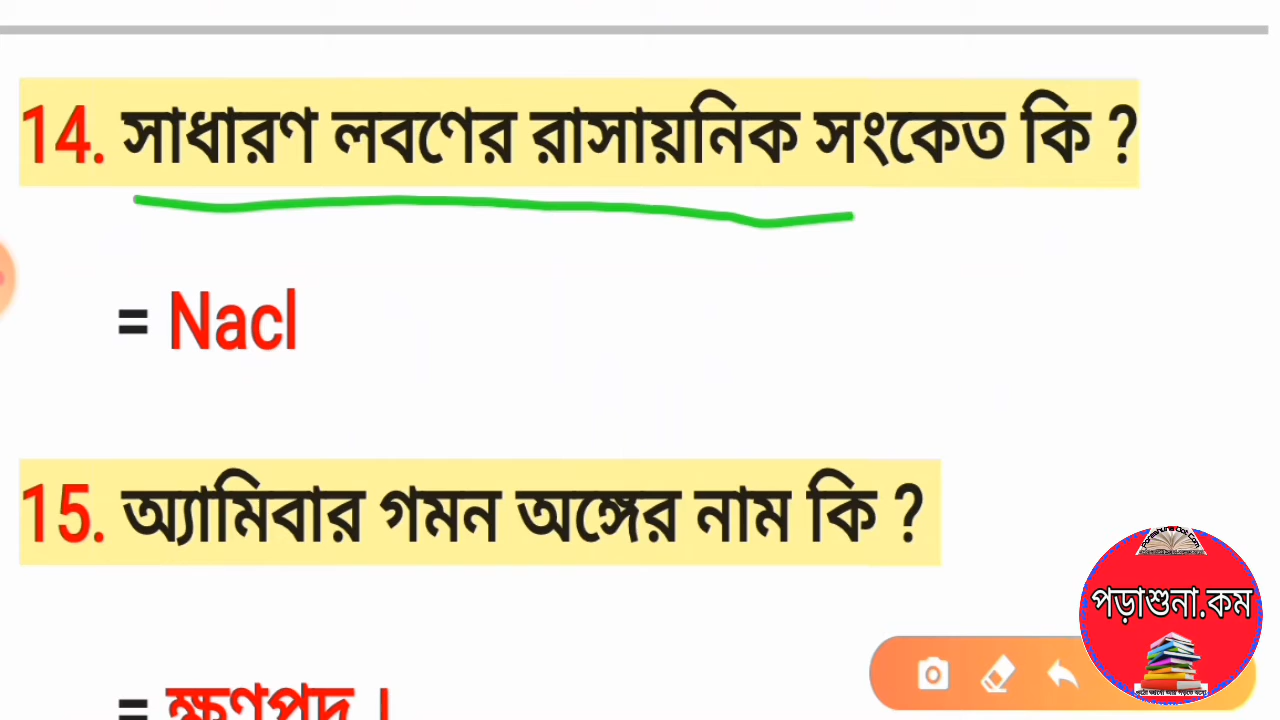 14. সাধারণ লবণের রাসায়নিক সংকেত কি ?
= Nacl
15. অ্যামিবার গমন অঙ্গের নাম কি ?
= ক্ষণপদ ।
পড়াশুনা.কম